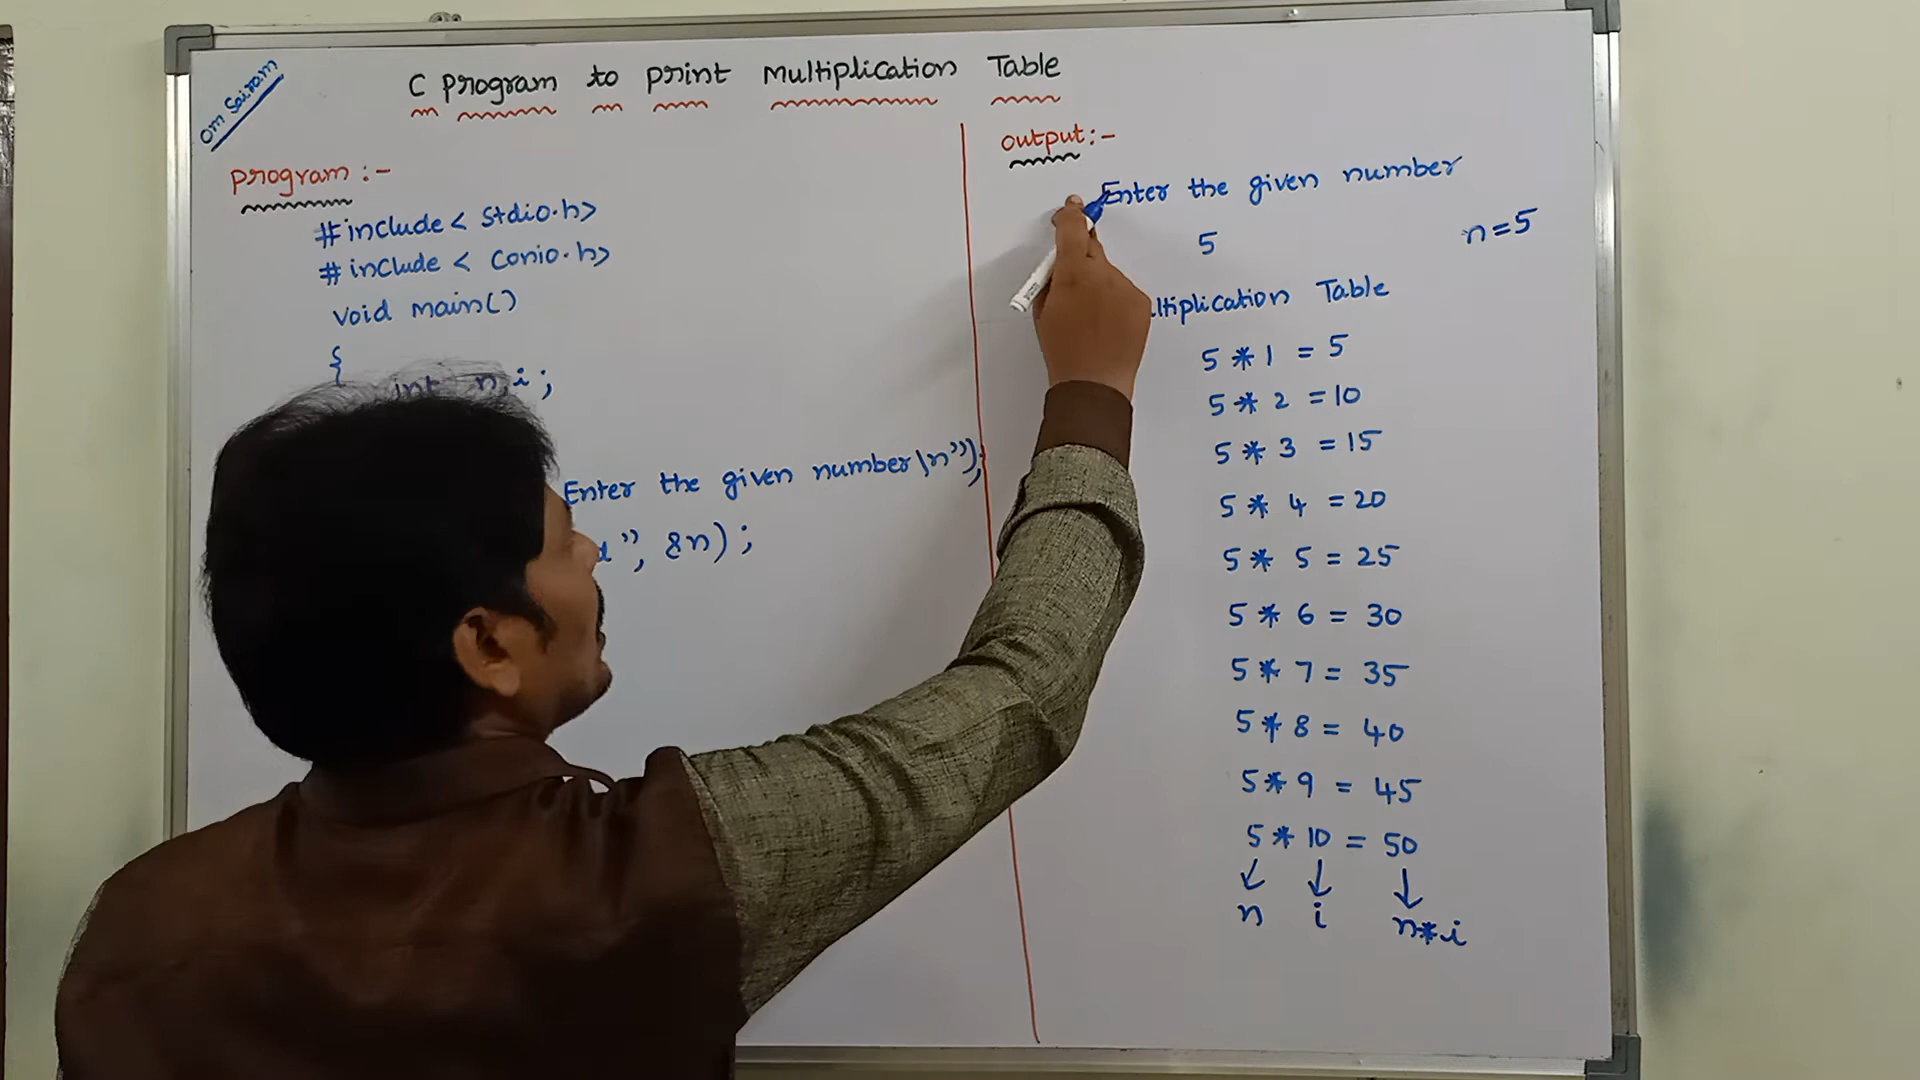 Om Sairam
C program to print Multiplication Table
program :-
#include < stdio.h>
#include < conio.h>
void main()
{
int n,i;
Enter the given number\n");
", &n);
output:-
Enter the given number
5
n=5
Table
5 * 1 = 5
5 * 2 = 10
5 * 3 = 15
5 * 4 = 20
5 * 5 = 25
5 * 6 = 30
5 * 7 = 35
5 * 8 = 40
5 * 9 = 45
5 * 10 = 50
n i n*i